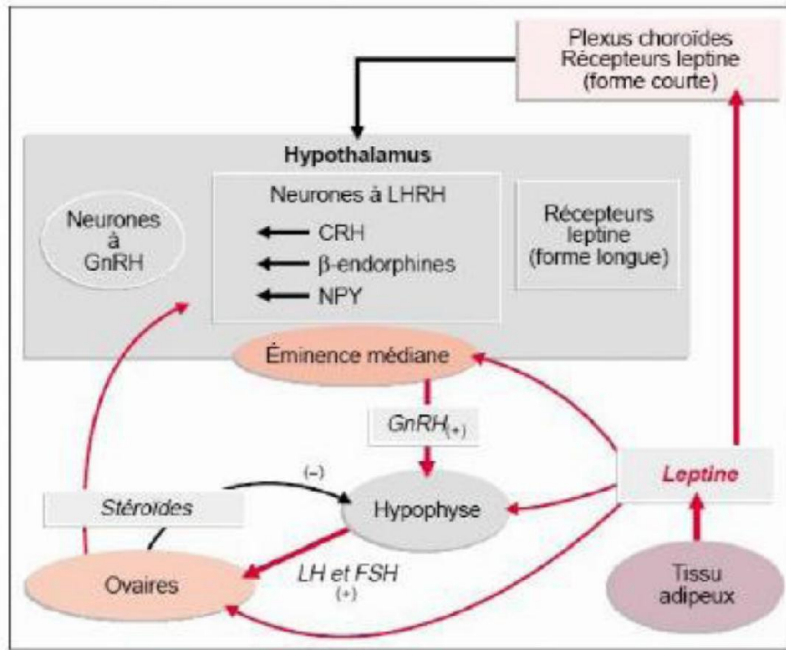 Plexus choroïdes
Récepteurs leptine
(forme courte)
Hypothalamus
Neurones
à
GnRH
Neurones à LHRH
CRH
β-endorphines
NPY
Récepteurs
leptine
(forme longue)
Éminence médiane
GnRH(+)
(–)
Leptine
Stéroïdes
Hypophyse
Ovaires
LH et FSH
(+)
Tissu
adipeux